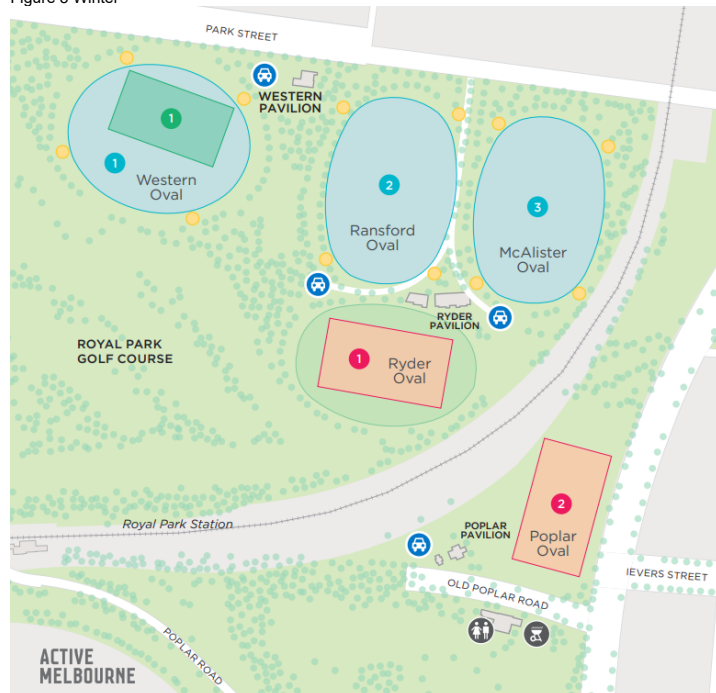 Figure 3 Winter
PARK STREET
WESTERN
PAVILION
1
1
Western
Oval
2
Ransford
Oval
3
McAlister
Oval
RYDER
PAVILION
ROYAL PARK
GOLF COURSE
1
Ryder
Oval
Royal Park Station
POPLAR
PAVILION
2
Poplar
Oval
IEVERS STREET
OLD POPLAR ROAD
POPLAR ROAD
ACTIVE
MELBOURNE